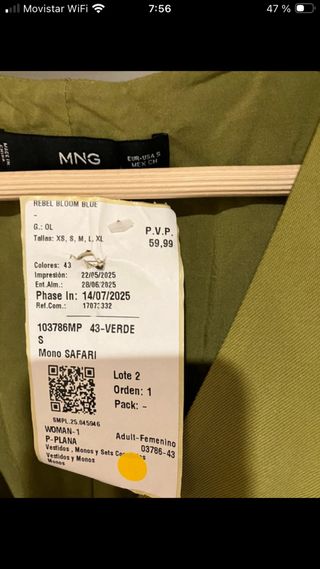 Movistar WiFi
7:56
47 %
MNG
EUR-USA S
MEX CH
REBEL BLOOM BLUE
-
G.: OL
P.V.P.
Tallas: XS, S, M, L, XL
59,99
Colores: 43
Impresión: 22/05/2025
Ent.Alm.: 28/06/2025
Phase In: 14/07/2025
Ref.Com.:
103786MP 43-VERDE
S
Mono SAFARI
Lote 2
Orden: 1
Pack: -
SMPL.25.045946
WOMAN-1
Adult-Femenino
P-PLANA
03786-43
Vestidos, Monos y Sets
Vestidos y Monos
Monos